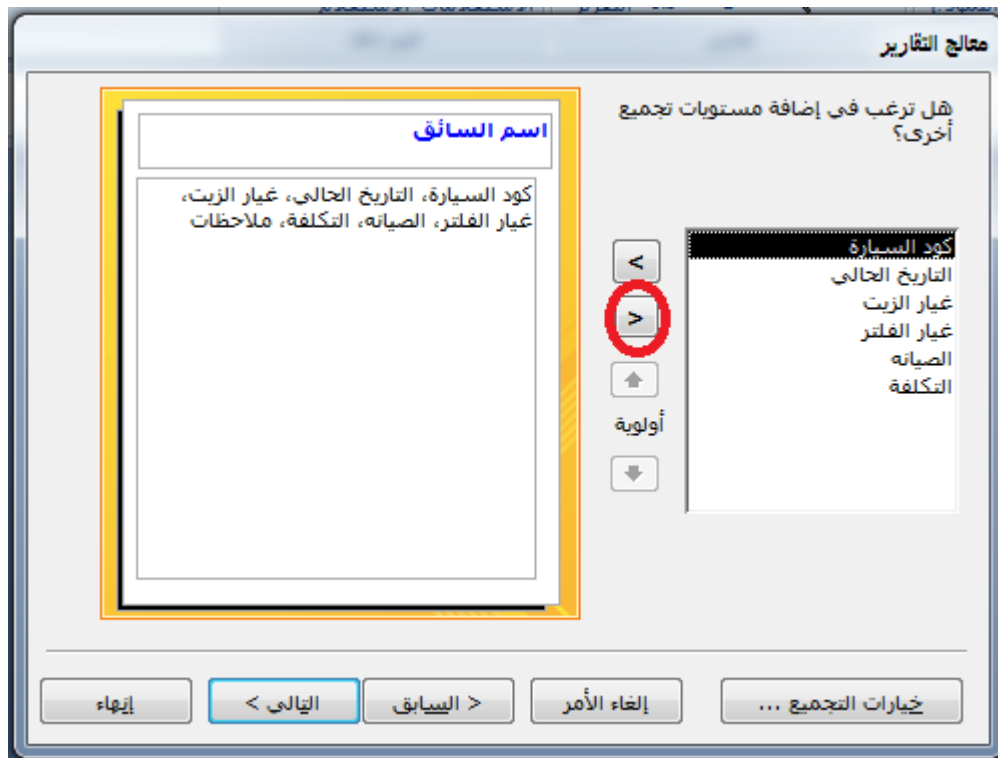 معالج التقارير
هل ترغب في إضافة مستويات تجميع
أخرى؟
كود السيارة
التاريخ الحالي
غيار الزيت
غيار الفلتر
الصيانه
التكلفة
>
<
أولوية
اسم السائق
كود السيارة، التاريخ الحالي، غيار الزيت،
غيار الفلتر، الصيانه، التكلفة، ملاحظات
خيارات التجميع ...
إلغاء الأمر
< السابق
التالي >
إنهاء